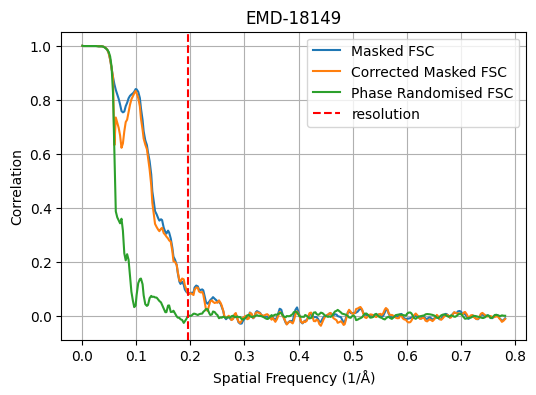 EMD-18149
Masked FSC
Corrected Masked FSC
Phase Randomised FSC
resolution
Correlation
1.0
0.8
0.6
0.4
0.2
0.0
0.0 0.1 0.2 0.3 0.4 0.5 0.6 0.7 0.8
Spatial Frequency (1/Å)